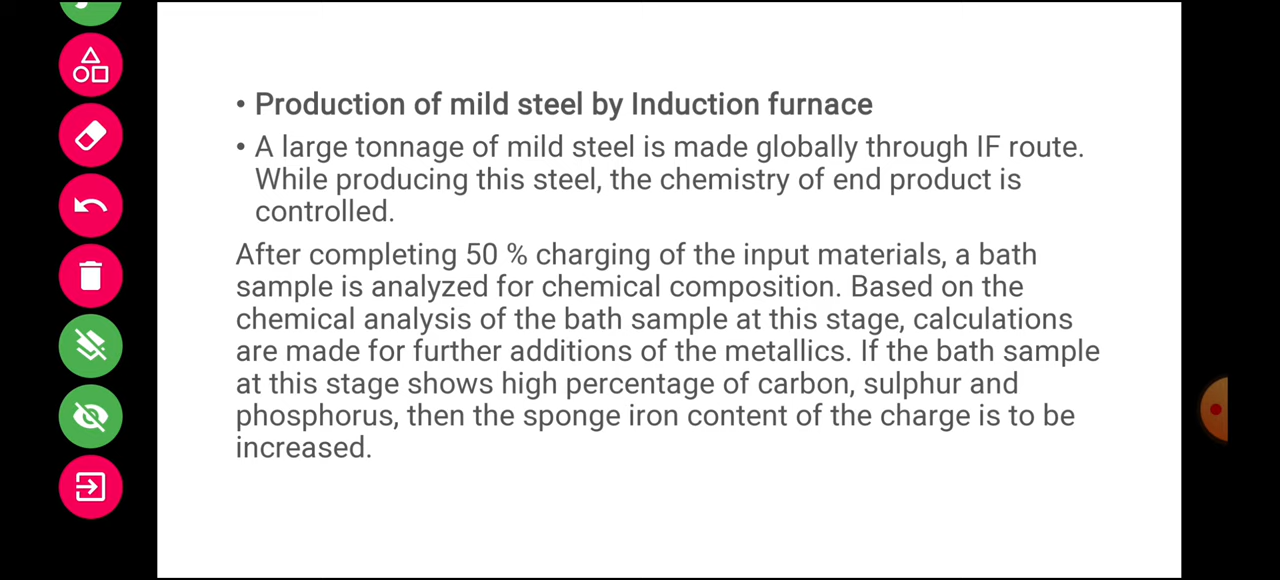 • Production of mild steel by Induction furnace
• A large tonnage of mild steel is made globally through IF route.
While producing this steel, the chemistry of end product is
controlled.
After completing 50 % charging of the input materials, a bath
sample is analyzed for chemical composition. Based on the
chemical analysis of the bath sample at this stage, calculations
are made for further additions of the metallics. If the bath sample
at this stage shows high percentage of carbon, sulphur and
phosphorus, then the sponge iron content of the charge is to be
increased.